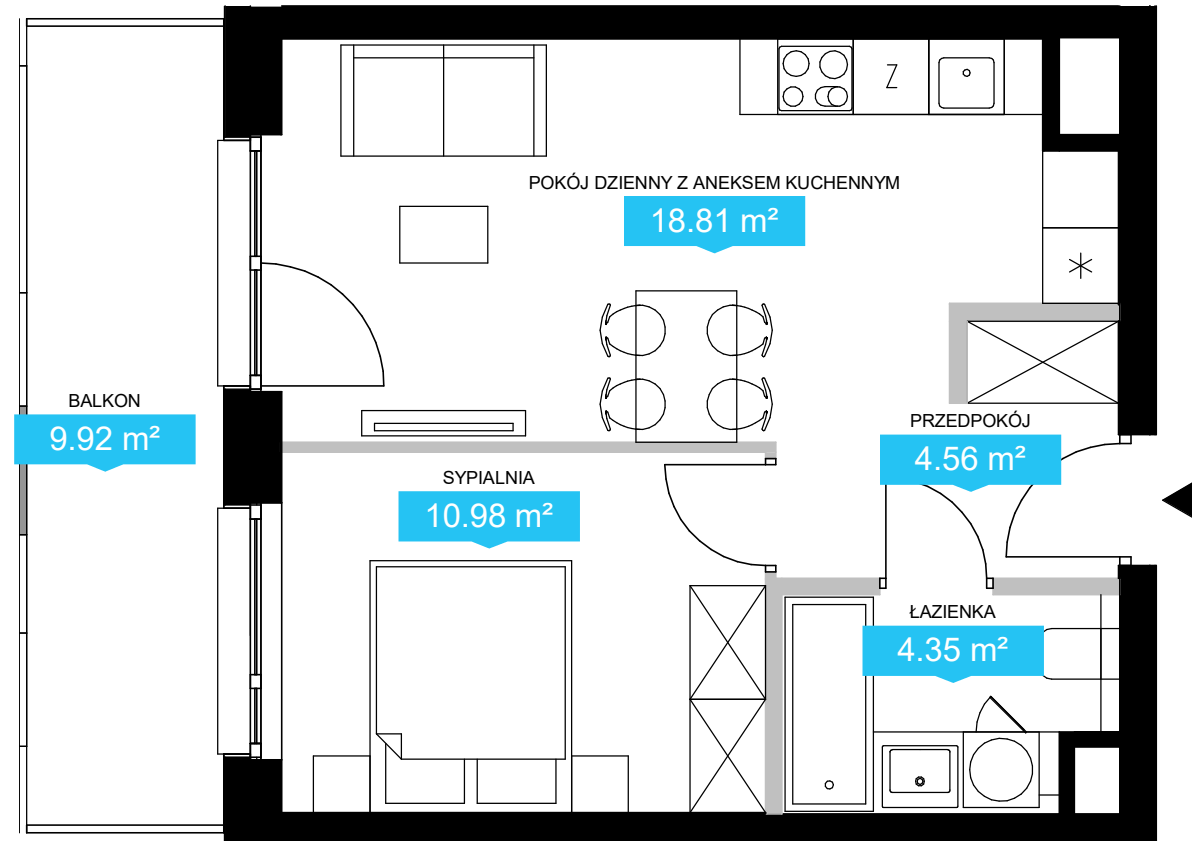 POKÓJ DZIENNY Z ANEKSEM KUCHENNYM
18.81 m²
Z
BALKON
9.92 m²
PRZEDPOKÓJ
4.56 m²
SYPIALNIA
10.98 m²
ŁAZIENKA
4.35 m²